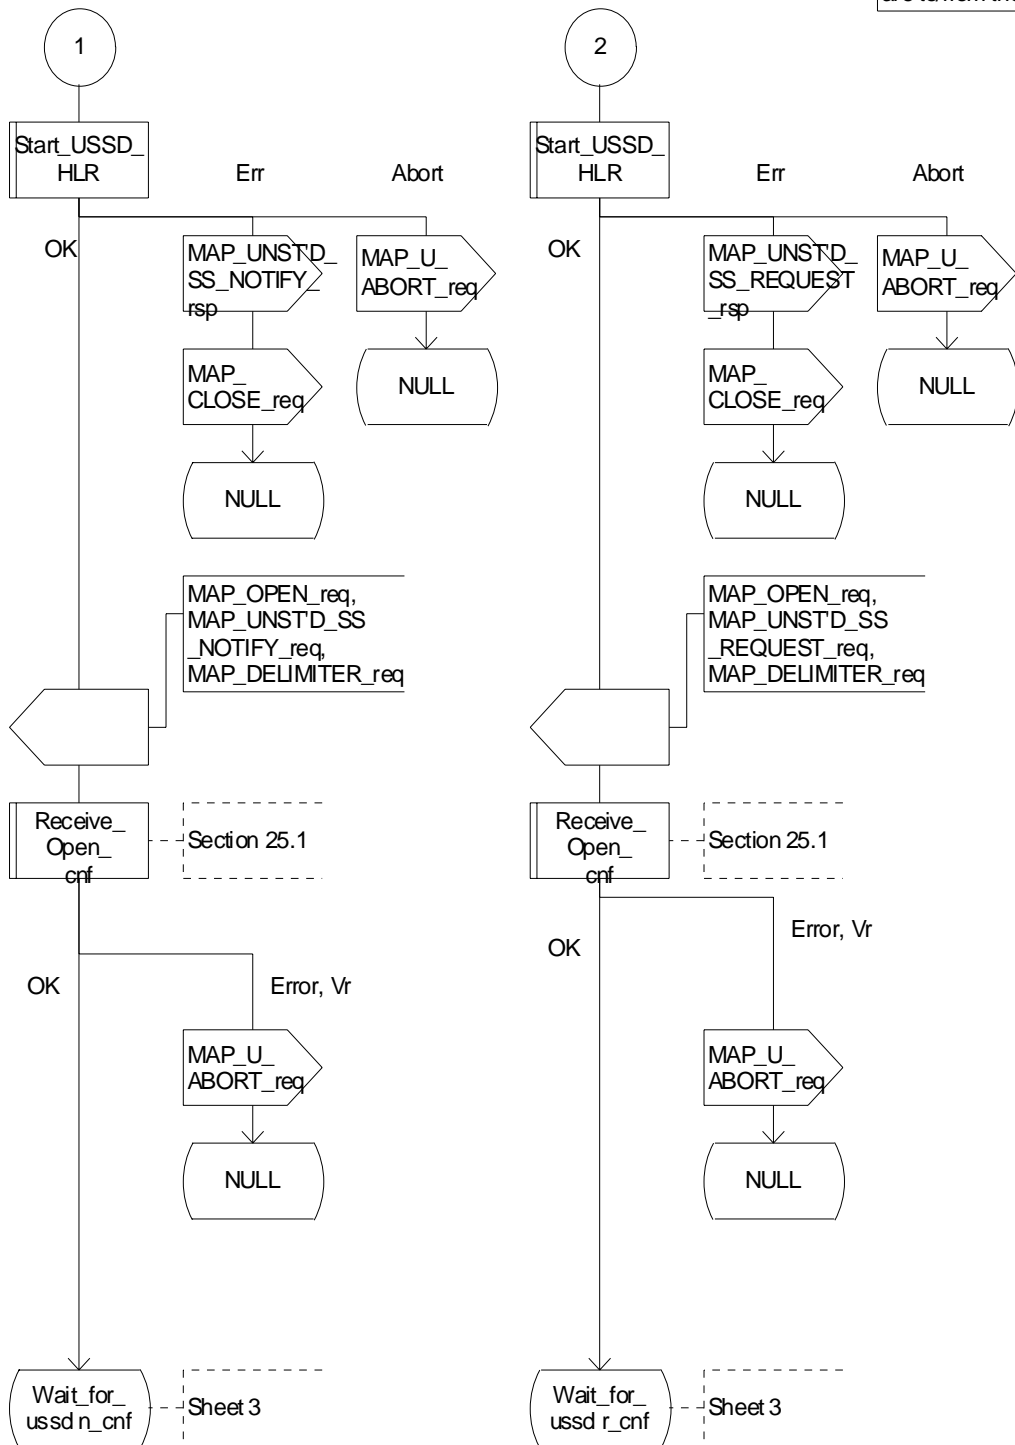 1
Start_USSD_
HLR
Err
Abort
OK
MAP_UNST'D_
SS_NOTIFY_
rsp
MAP_U_
ABORT_req
MAP_
CLOSE_req
NULL
NULL
MAP_OPEN_req,
MAP_UNST'D_SS
_NOTIFY_req,
MAP_DELIMITER_req
Receive_
Open_
cnf
Section 25.1
OK
Error, Vr
MAP_U_
ABORT_req
NULL
Wait_for_
ussd n_cnf
Sheet 3
2
Start_USSD_
HLR
Err
Abort
OK
MAP_UNST'D_
SS_REQUEST
_rsp
MAP_U_
ABORT_req
MAP_
CLOSE_req
NULL
NULL
MAP_OPEN_req,
MAP_UNST'D_SS
_REQUEST_req,
MAP_DELIMITER_req
Receive_
Open_
cnf
Section 25.1
OK
Error, Vr
MAP_U_
ABORT_req
NULL
Wait_for_
ussd r_cnf
Sheet 3